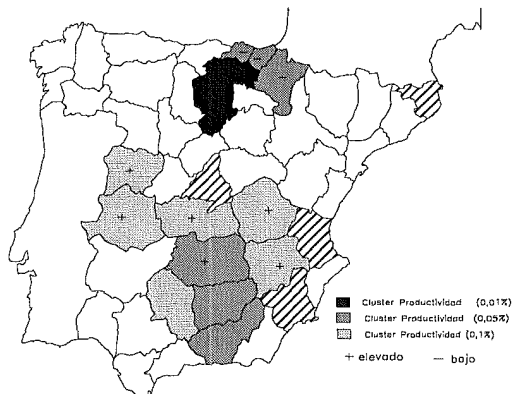 Cluster Productividad (0,01%)
Cluster Productividad (0,05%)
Cluster Productividad (0,1%)
+ elevado — bajo